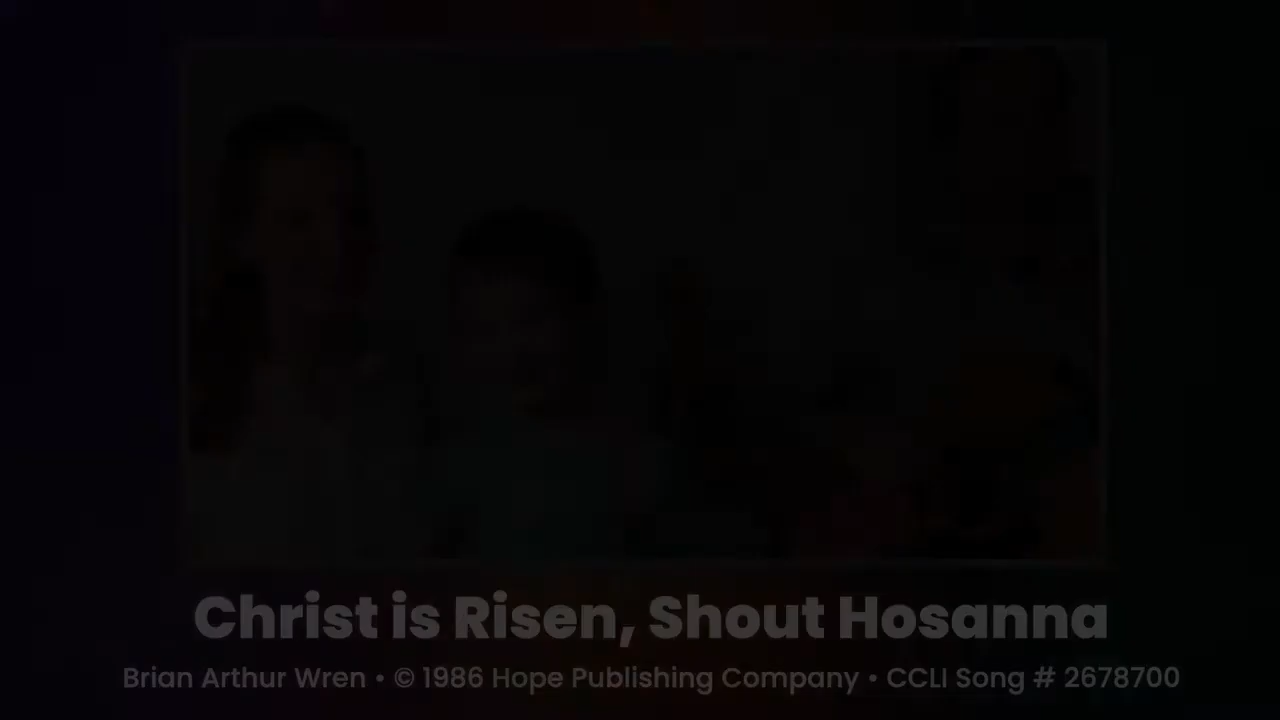 Christ is Risen, Shout Hosanna
Brian Arthur Wren • © 1986 Hope Publishing Company • CCLI Song # 2678700